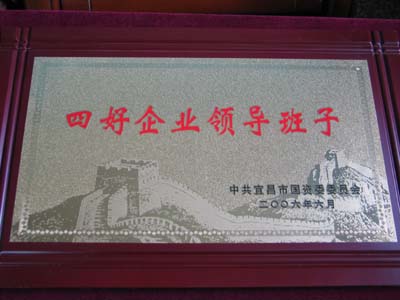 四好企业领导班子
中共宜昌市国资委委员会
二〇〇六年六月